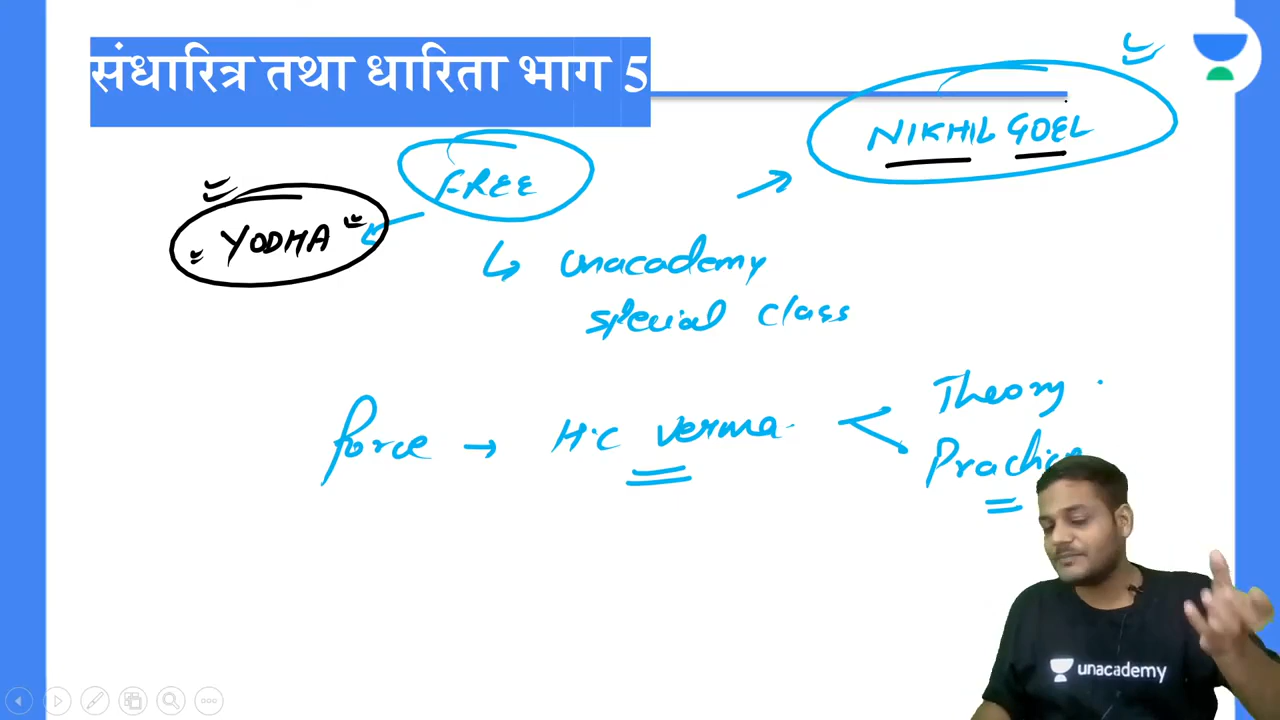 संधारित्र तथा धारिता भाग 5
NIKHIL GOEL
FREE
YODHA
unacademy
special class
force → H.C Verma
Theory
Practice
unacademy